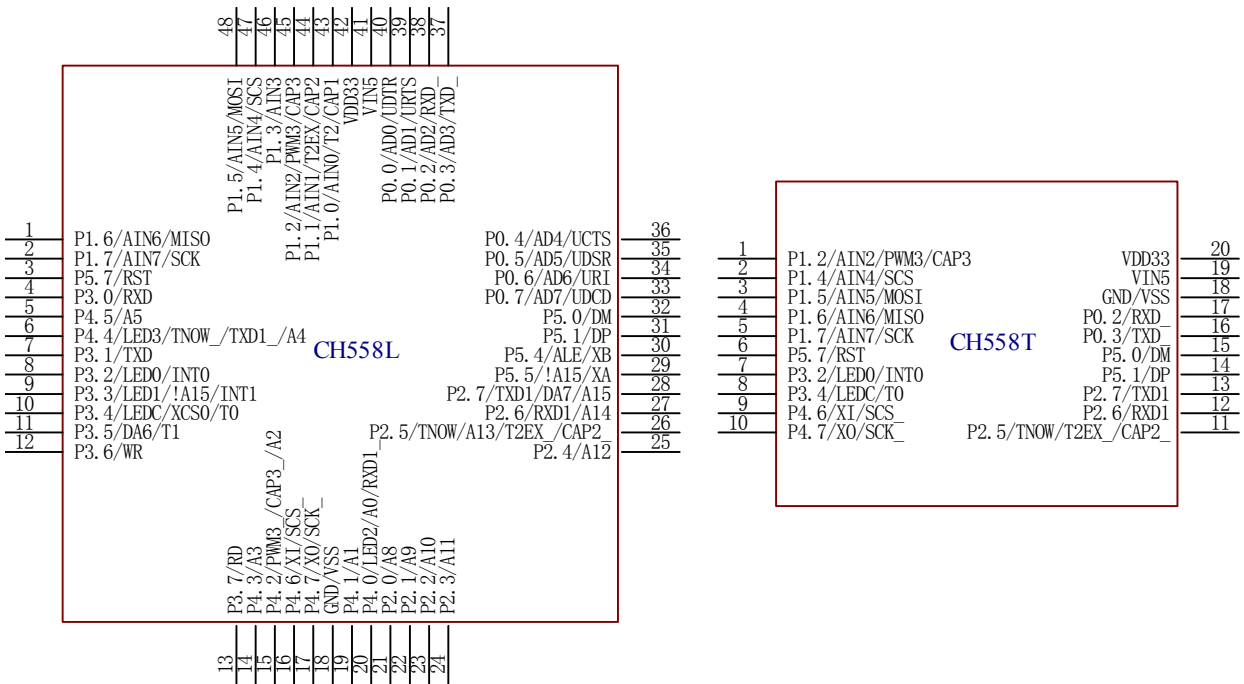 48
47
46
45
44
43
42
41
40
39
38
37
P1.5/AIN5/MOSI
P1.4/AIN4/SCS
P1.3/AIN3
P1.2/AIN2/PWM3/CAP3
P1.1/AIN1/T2EX/CAP2
P1.0/AIN0/T2/CAP1
VDD33
VIN5
P0.0/AD0/UDTR
P0.1/AD1/URTS
P0.2/AD2/RXD_
P0.3/AD3/TXD_
1 P1.6/AIN6/MISO
2 P1.7/AIN7/SCK
3 P5.7/RST
4 P3.0/RXD
5 P4.5/A5
6 P4.4/LED3/TNOW_/TXD1_/A4
7 P3.1/TXD
8 P3.2/LED0/INT0
9 P3.3/LED1/!A15/INT1
10 P3.4/LEDC/XCS0/T0
11 P3.5/DA6/T1
12 P3.6/WR
CH558L
P0.4/AD4/UCTS 36
P0.5/AD5/UDSR 35
P0.6/AD6/URI 34
P0.7/AD7/UDCD 33
P5.0/DM 32
P5.1/DP 31
P5.4/ALE/XB 30
P5.5/!A15/XA 29
P2.7/TXD1/DA7/A15 28
P2.6/RXD1/A14 27
P2.5/TNOW/A13/T2EX_/CAP2_ 26
P2.4/A12 25
P3.7/RD
P4.3/A3
P4.2/PWM3_/CAP3_/A2
P4.6/XI/SCS_
P4.7/XO/SCK_
GND/VSS
P4.1/A1
P4.0/LED2/A0/RXD1_
P2.0/A8
P2.1/A9
P2.2/A10
P2.3/A11
13
14
15
16
17
18
19
20
21
22
23
24
1 P1.2/AIN2/PWM3/CAP3
2 P1.4/AIN4/SCS
3 P1.5/AIN5/MOSI
4 P1.6/AIN6/MISO
5 P1.7/AIN7/SCK
6 P5.7/RST
7 P3.2/LED0/INT0
8 P3.4/LEDC/T0
9 P4.6/XI/SCS_
10 P4.7/XO/SCK_
CH558T
VDD33 20
VIN5 19
GND/VSS 18
P0.2/RXD_ 17
P0.3/TXD_ 16
P5.0/DM 15
P5.1/DP 14
P2.7/TXD1 13
P2.6/RXD1 12
P2.5/TNOW/T2EX_/CAP2_ 11